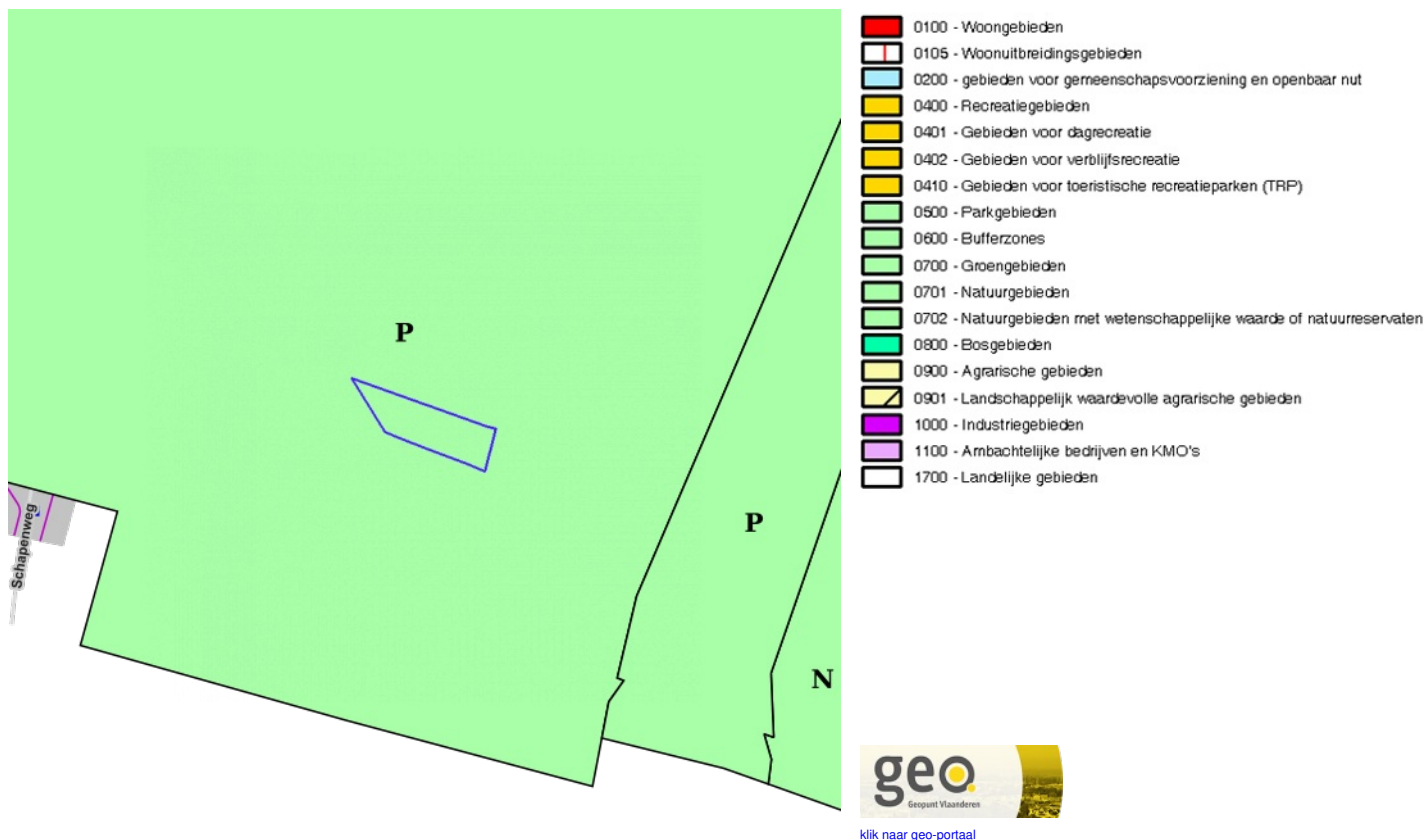 P
P
N
Schapenweg
0100 - Woongebieden
0105 - Woonuitbreidingsgebieden
0200 - gebieden voor gemeenschapsvoorziening en openbaar nut
0400 - Recreatiegebieden
0401 - Gebieden voor dagrecreatie
0402 - Gebieden voor verblijfsrecreatie
0410 - Gebieden voor toeristische recreatieparken (TRP)
0500 - Parkgebieden
0600 - Bufferzones
0700 - Groengebieden
0701 - Natuurgebieden
0702 - Natuurgebieden met wetenschappelijke waarde of natuurreservaten
0800 - Bosgebieden
0900 - Agrarische gebieden
0901 - Landschappelijk waardevolle agrarische gebieden
1000 - Industriegebieden
1100 - Ambachtelijke bedrijven en KMO's
1700 - Landelijke gebieden
geo.
Geopunt Vlaanderen
klik naar geo-portaal